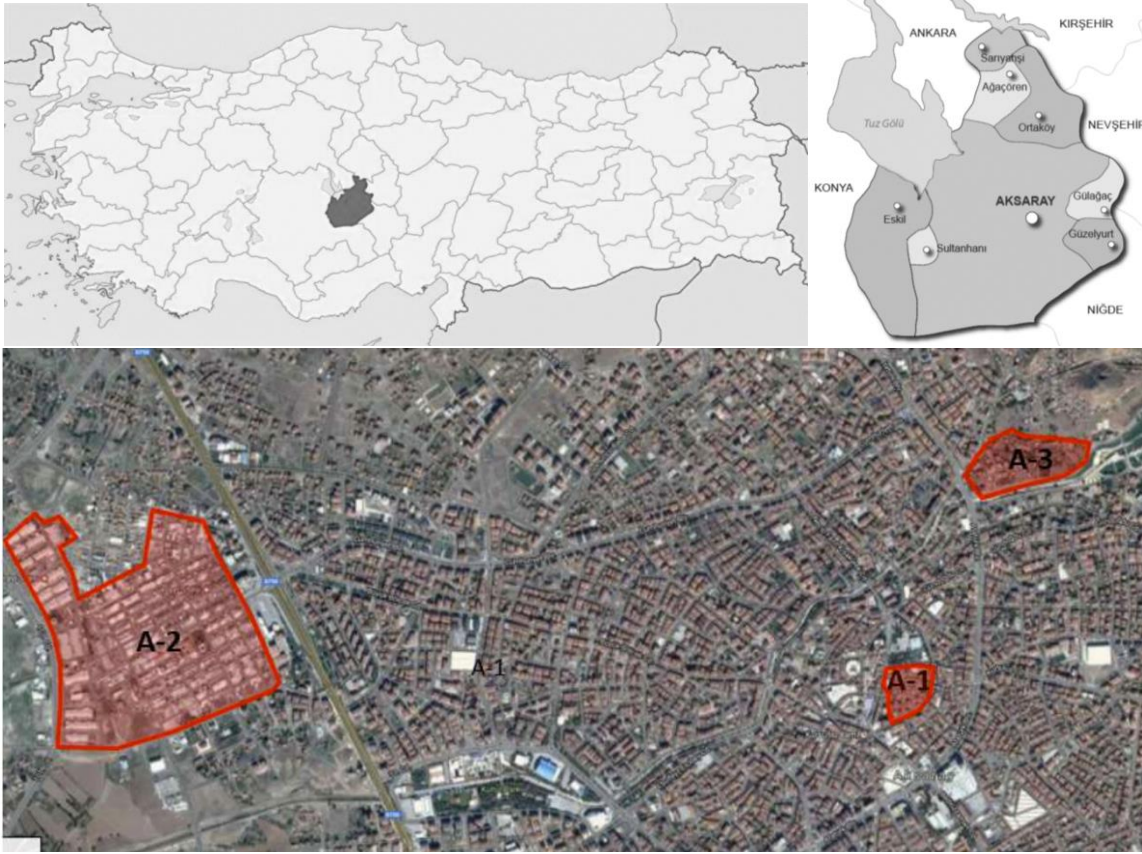 ANKARA
KIRŞEHİR
Sarıyahşi
Ağaçören
Tuz Gölü
Ortaköy
NEVŞEHİR
KONYA
Gülağaç
AKSARAY
Eskil
Güzelyurt
Sultanhanı
NİĞDE
A-3
A-2
A-1
A-1